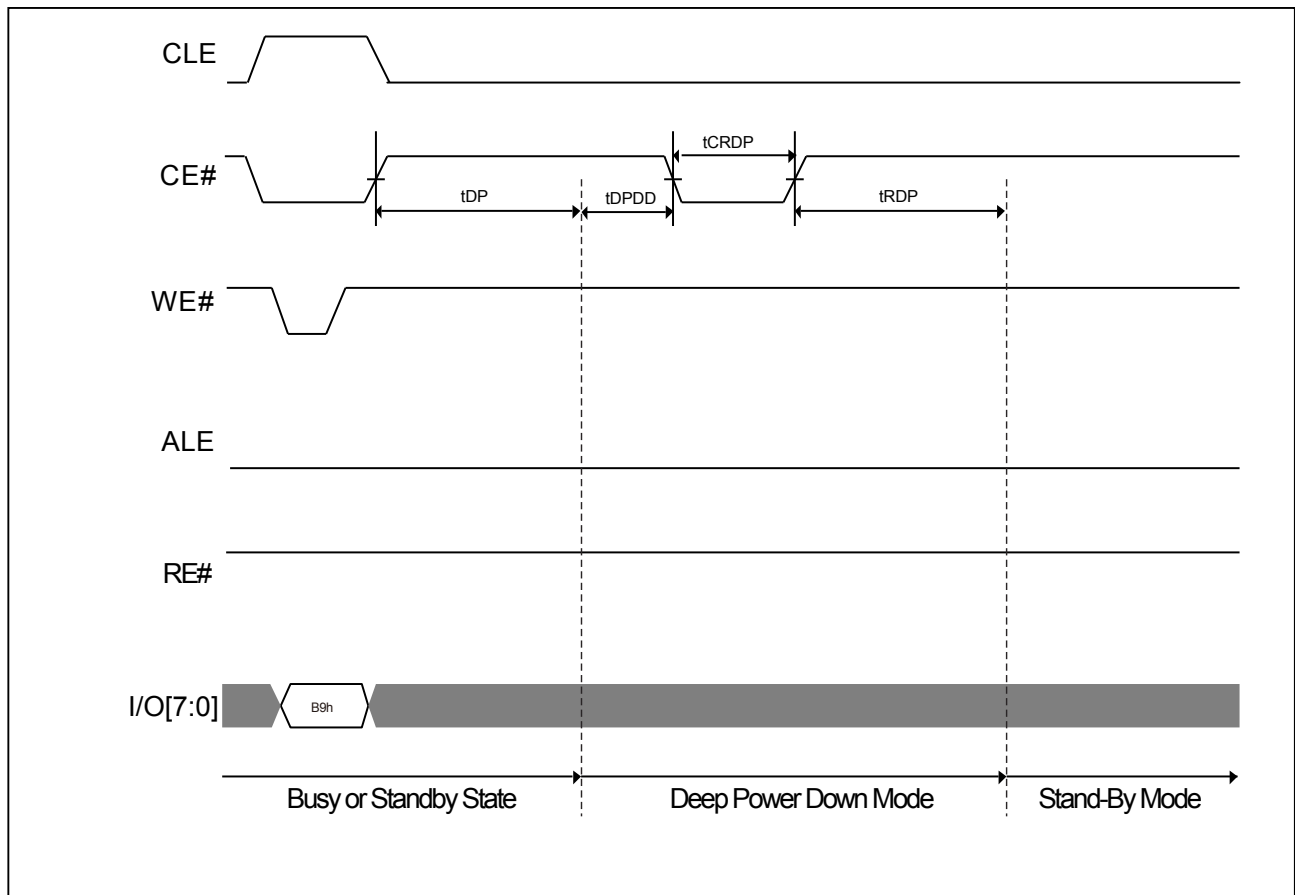 CLE
tCRDP
CE#
tDP
tDPDD
tRDP
WE#
ALE
RE#
I/O[7:0]
B9h
Busy or Standby State
Deep Power Down Mode
Stand-By Mode